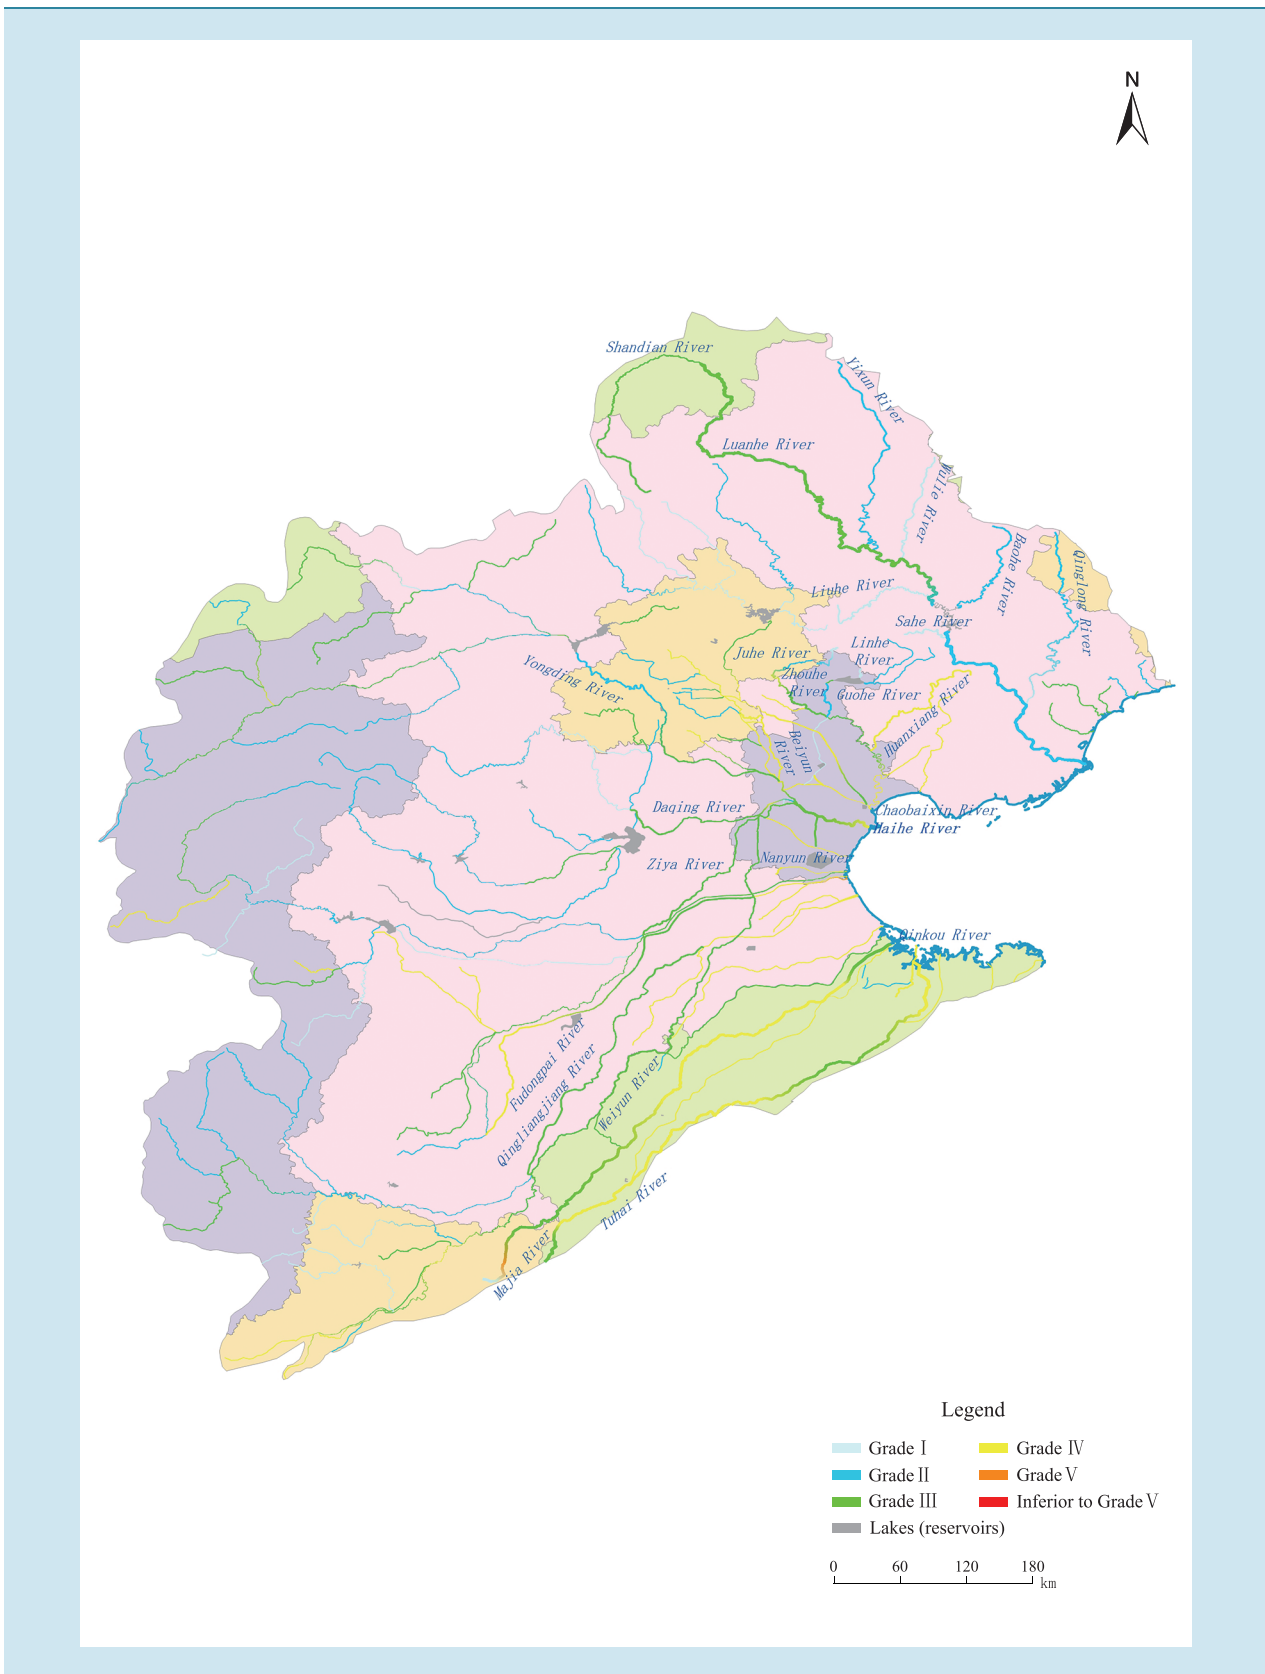 N
Shandian River
Yixun River
Luanhe River
Wulie River
Baohe River
Qinglong River
Liuhe River
Sahe River
Linhe
River
Juhe River
Zhouhe
River
Guohe River
Yongding River
Huanxiang River
Beiyun
River
Daqing River
Chaobaixin River
Haihe River
Ziya River
Nanyun River
Qinkou River
Fudongpai River
Qingliangjiang River
Weiyun River
Tuhai River
Majia River
Legend
Grade Ⅰ
Grade Ⅳ
Grade Ⅱ
Grade Ⅴ
Grade Ⅲ
Inferior to Grade Ⅴ
Lakes (reservoirs)
0 60 120 180
km